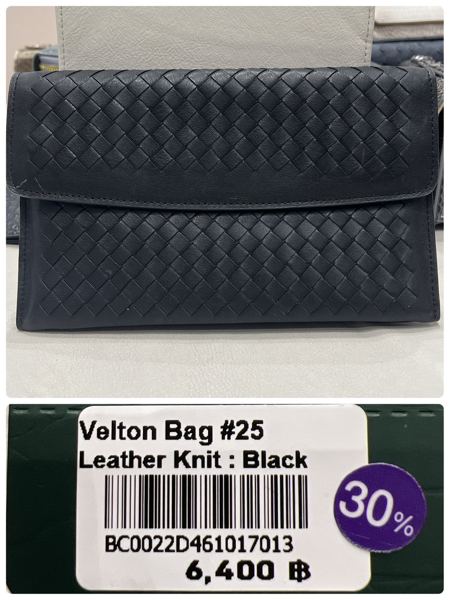 Velton Bag #25
Leather Knit : Black
BC0022D461017013
6,400 ฿
30%